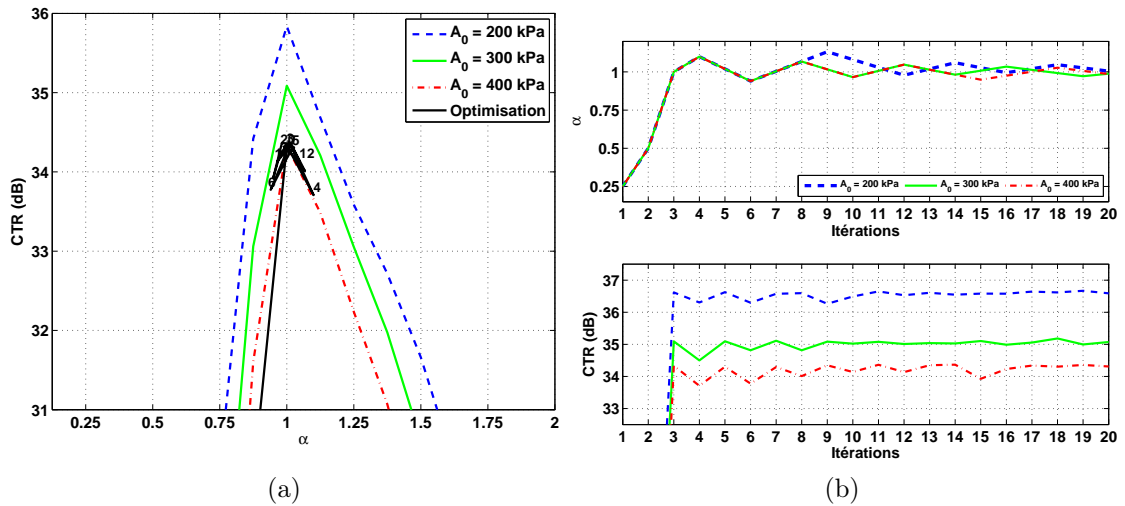 36
35
34
33
32
31
CTR (dB)
0.25 0.5 0.75 1 1.25 1.5 1.75 2
α
A0 = 200 kPa
A0 = 300 kPa
A0 = 400 kPa
Optimisation
12
6
4
(a)
1
0.75
0.5
0.25
α
A0 = 200 kPa A0 = 300 kPa A0 = 400 kPa
1 2 3 4 5 6 7 8 9 10 11 12 13 14 15 16 17 18 19 20
Itérations
37
36
35
34
33
CTR (dB)
1 2 3 4 5 6 7 8 9 10 11 12 13 14 15 16 17 18 19 20
Itérations
(b)